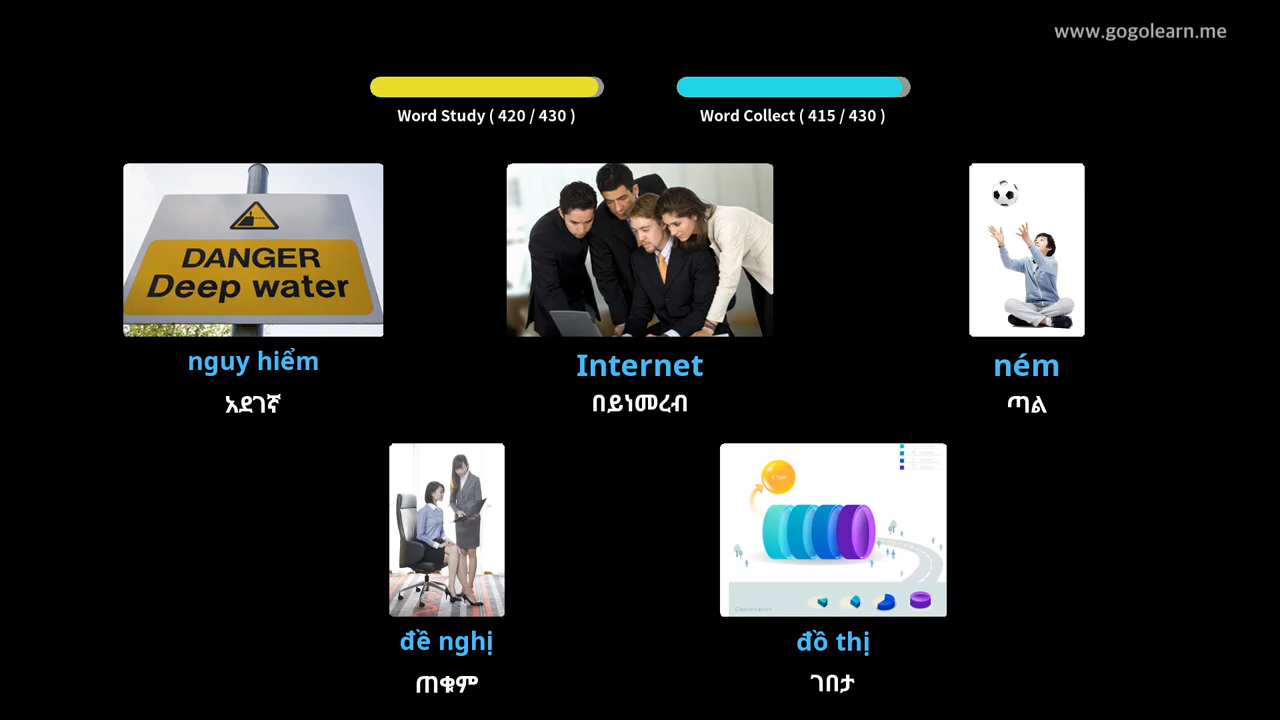 www.gogolearn.me
Word Study ( 420 / 430 )
Word Collect ( 415 / 430 )
DANGER
Deep water
nguy hiểm
Internet
ném
አደገኛ
በይነመረብ
ጣል
Classification
đề nghị
đồ thị
ጠቁም
ገበታ